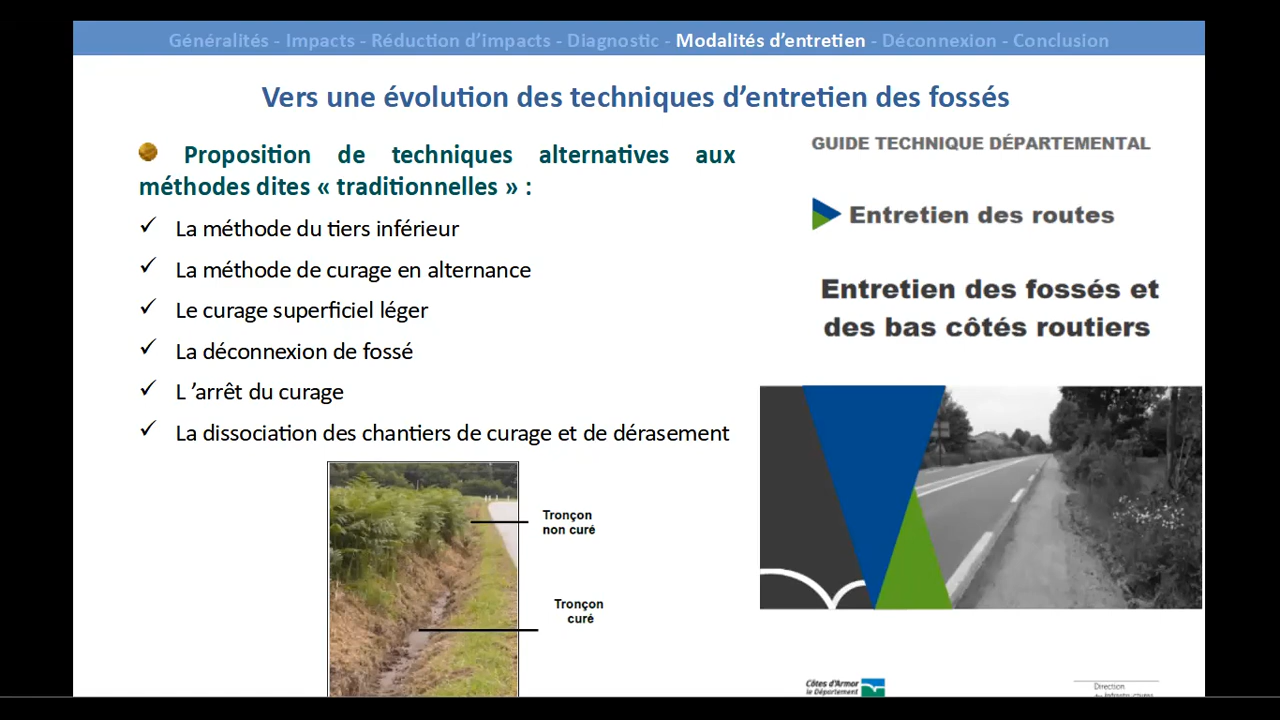 Généralités - Impacts - Réduction d’impacts - Diagnostic - Modalités d’entretien - Déconnexion - Conclusion
Vers une évolution des techniques d’entretien des fossés
Proposition de techniques alternatives aux
méthodes dites « traditionnelles » :
La méthode du tiers inférieur
La méthode de curage en alternance
Le curage superficiel léger
La déconnexion de fossé
L ’arrêt du curage
La dissociation des chantiers de curage et de dérasement
Tronçon
non curé
Tronçon
curé
GUIDE TECHNIQUE DÉPARTEMENTAL
Entretien des routes
Entretien des fossés et
des bas côtés routiers
Côtes d’Armor
le Département
Direction